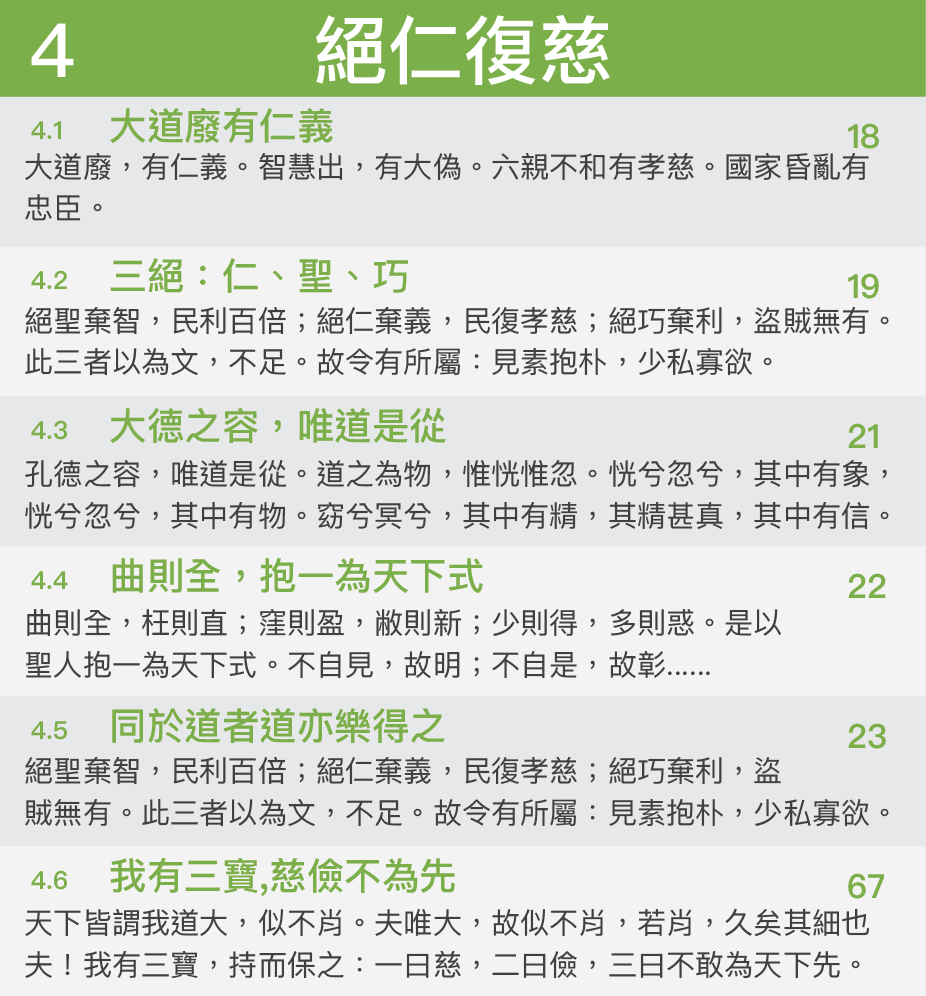 4 絕仁復慈
4.1 大道廢有仁義 18
大道廢，有仁義。智慧出，有大偽。六親不和有孝慈。國家昏亂有
忠臣。
4.2 三絕：仁、聖、巧 19
絕聖棄智，民利百倍；絕仁棄義，民復孝慈；絕巧棄利，盜賊無有。
此三者以為文，不足。故令有所屬：見素抱朴，少私寡欲。
4.3 大德之容，唯道是從 21
孔德之容，唯道是從。道之為物，惟恍惟忽。恍兮忽兮，其中有象，
恍兮忽兮，其中有物。窈兮冥兮，其中有精，其精甚真，其中有信。
4.4 曲則全，抱一為天下式 22
曲則全，枉則直；窪則盈，敝則新；少則得，多則惑。是以
聖人抱一為天下式。不自見，故明；不自是，故彰......
4.5 同於道者道亦樂得之 23
絕聖棄智，民利百倍；絕仁棄義，民復孝慈；絕巧棄利，盜
賊無有。此三者以為文，不足。故令有所屬：見素抱朴，少私寡欲。
4.6 我有三寶,慈儉不為先 67
天下皆謂我道大，似不肖。夫唯大，故似不肖，若肖，久矣其細也
夫！我有三寶，持而保之：一曰慈，二曰儉，三曰不敢為天下先。